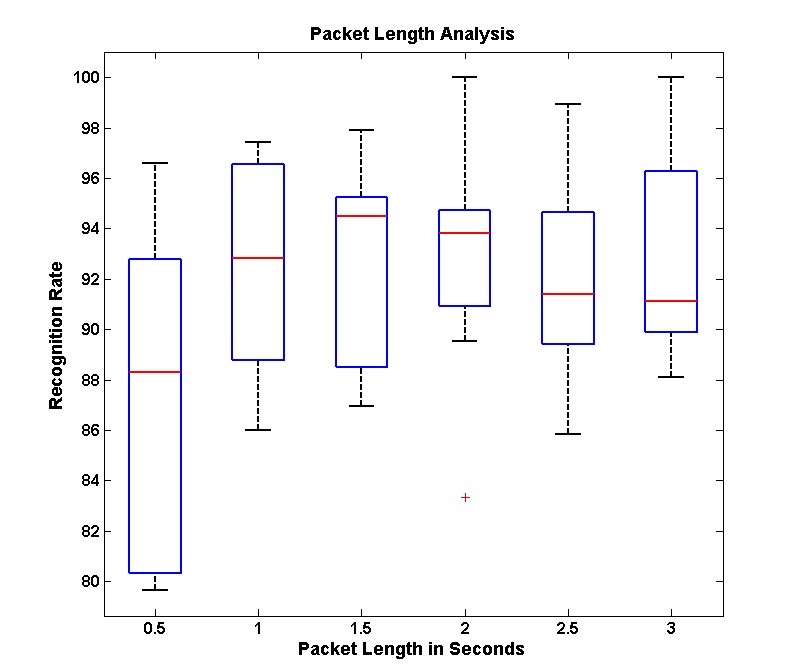 Packet Length Analysis
100
98
96
94
92
90
88
86
84
82
80
Recognition Rate
0.5 1 1.5 2 2.5 3
Packet Length in Seconds